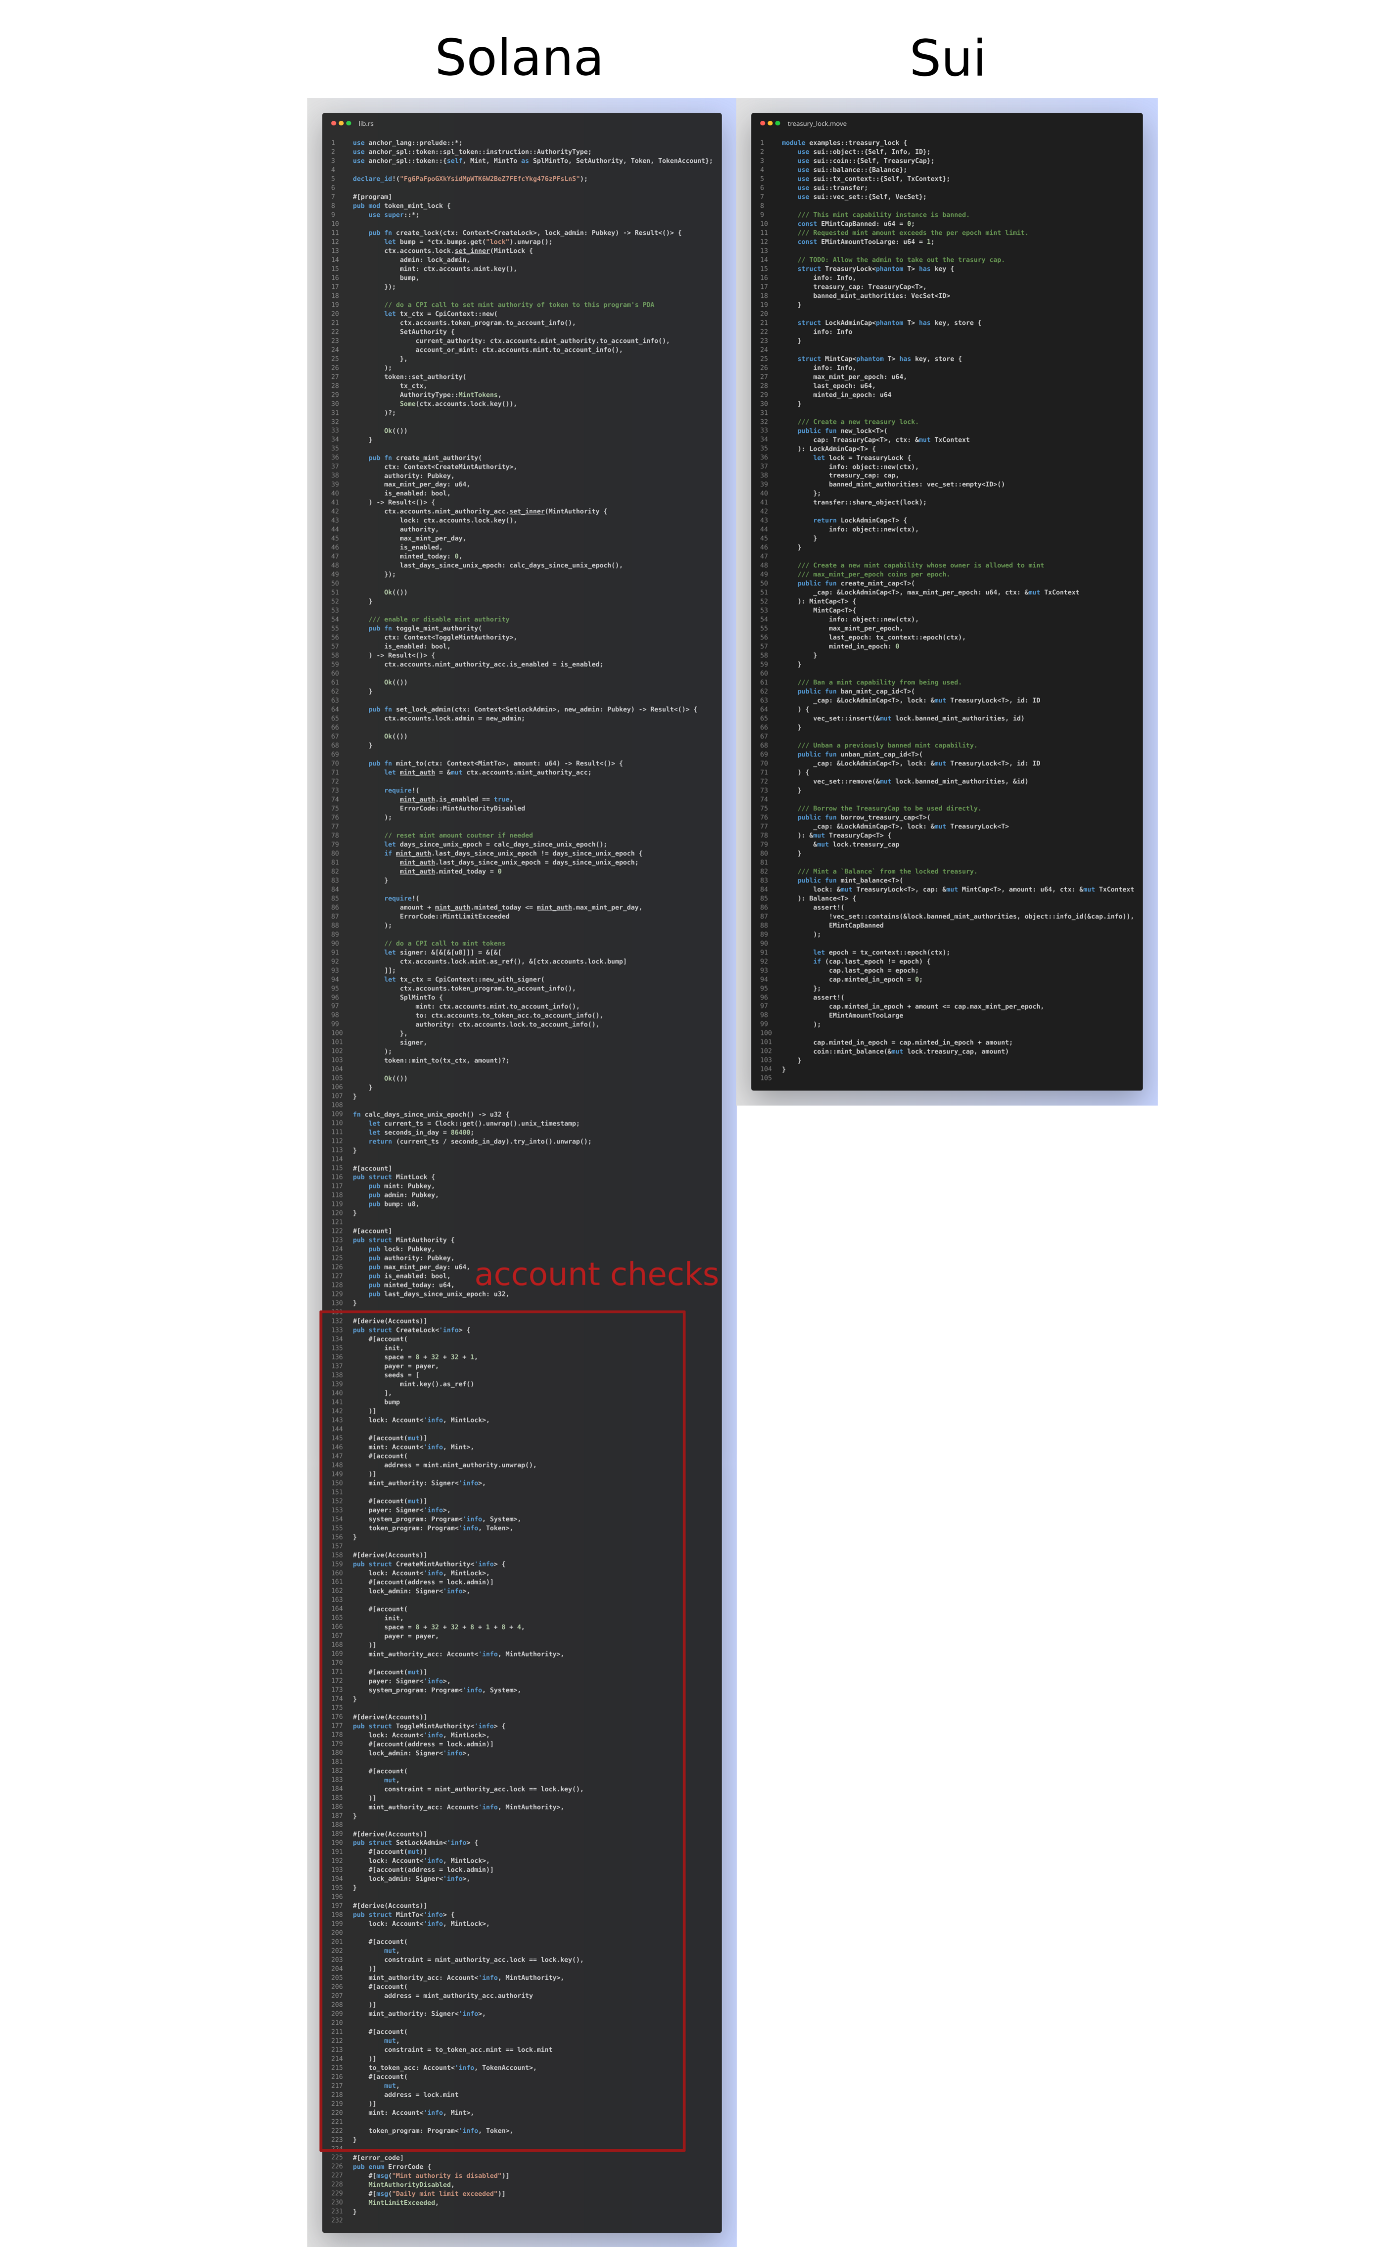 Solana
lib.rs
1 use anchor_lang::prelude::*;
2 use anchor_spl::token::spl_token::instruction::AuthorityType;
3 use anchor_spl::token::{self, Mint, MintTo as SplMintTo, SetAuthority, Token, TokenAccount};
4
5 declare_id!("Fg6PaFpoGXkYsidMpWTK6W2BeZ7FEfcYkg476zPFsLnS");
6
7 #[program]
8 pub mod token_mint_lock {
9 use super::*;
10
11 pub fn create_lock(ctx: Context<CreateLock>, lock_admin: Pubkey) -> Result<()> {
12 let bump = *ctx.bumps.get("lock").unwrap();
13 ctx.accounts.lock.set_inner(MintLock {
14 admin: lock_admin,
15 mint: ctx.accounts.mint.key(),
16 bump,
17 });
18
19 // do a CPI call to set mint authority of token to this program's PDA
20 let tx_ctx = CpiContext::new(
21 ctx.accounts.token_program.to_account_info(),
22 SetAuthority {
23 current_authority: ctx.accounts.mint_authority.to_account_info(),
24 account_or_mint: ctx.accounts.mint.to_account_info(),
25 },
26 );
27 token::set_authority(
28 tx_ctx,
29 AuthorityType::MintTokens,
30 Some(ctx.accounts.lock.key()),
31 )?;
32
33 Ok(())
34 }
35
36 pub fn create_mint_authority(
37 ctx: Context<CreateMintAuthority>,
38 authority: Pubkey,
39 max_mint_per_day: u64,
40 is_enabled: bool,
41 ) -> Result<()> {
42 ctx.accounts.mint_authority_acc.set_inner(MintAuthority {
43 lock: ctx.accounts.lock.key(),
44 authority,
45 max_mint_per_day,
46 is_enabled,
47 minted_today: 0,
48 last_days_since_unix_epoch: calc_days_since_unix_epoch(),
49 });
50
51 Ok(())
52 }
53
54 /// enable or disable mint authority
55 pub fn toggle_mint_authority(
56 ctx: Context<ToggleMintAuthority>,
57 is_enabled: bool,
58 ) -> Result<()> {
59 ctx.accounts.mint_authority_acc.is_enabled = is_enabled;
60
61 Ok(())
62 }
63
64 pub fn set_lock_admin(ctx: Context<SetLockAdmin>, new_admin: Pubkey) -> Result<()> {
65 ctx.accounts.lock.admin = new_admin;
66
67 Ok(())
68 }
69
70 pub fn mint_to(ctx: Context<MintTo>, amount: u64) -> Result<()> {
71 let mint_auth = &mut ctx.accounts.mint_authority_acc;
72
73 require!(
74 mint_auth.is_enabled == true,
75 ErrorCode::MintAuthorityDisabled
76 );
77
78 // reset mint amount coutner if needed
79 let days_since_unix_epoch = calc_days_since_unix_epoch();
80 if mint_auth.last_days_since_unix_epoch != days_since_unix_epoch {
81 mint_auth.last_days_since_unix_epoch = days_since_unix_epoch;
82 mint_auth.minted_today = 0
83 }
84
85 require!(
86 amount + mint_auth.minted_today <= mint_auth.max_mint_per_day,
87 ErrorCode::MintLimitExceeded
88 );
89
90 // do a CPI call to mint tokens
91 let signer: &[&[&[u8]]] = &[&[
92 ctx.accounts.lock.mint.as_ref(), &[ctx.accounts.lock.bump]
93 ]];
94 let tx_ctx = CpiContext::new_with_signer(
95 ctx.accounts.token_program.to_account_info(),
96 SplMintTo {
97 mint: ctx.accounts.mint.to_account_info(),
98 to: ctx.accounts.to_token_acc.to_account_info(),
99 authority: ctx.accounts.lock.to_account_info(),
100 },
101 signer,
102 );
103 token::mint_to(tx_ctx, amount)?;
104
105 Ok(())
106 }
107 }
108
109 fn calc_days_since_unix_epoch() -> u32 {
110 let current_ts = Clock::get().unwrap().unix_timestamp;
111 let seconds_in_day = 86400;
112 return (current_ts / seconds_in_day).try_into().unwrap();
113 }
114
115 #[account]
116 pub struct MintLock {
117 pub mint: Pubkey,
118 pub admin: Pubkey,
119 pub bump: u8,
120 }
121
122 #[account]
123 pub struct MintAuthority {
124 pub lock: Pubkey,
125 pub authority: Pubkey,
126 pub max_mint_per_day: u64,
127 pub is_enabled: bool,
128 pub minted_today: u64,
129 pub last_days_since_unix_epoch: u32,
130 }
account checks
132 #[derive(Accounts)]
133 pub struct CreateLock<'info> {
134 #[account(
135 init,
136 space = 8 + 32 + 32 + 1,
137 payer = payer,
138 seeds = [
139 mint.key().as_ref()
140 ],
141 bump
142 )]
143 lock: Account<'info, MintLock>,
144
145 #[account(mut)]
146 mint: Account<'info, Mint>,
147 #[account(
148 address = mint.mint_authority.unwrap(),
149 )]
150 mint_authority: Signer<'info>,
151
152 #[account(mut)]
153 payer: Signer<'info>,
154 system_program: Program<'info, System>,
155 token_program: Program<'info, Token>,
156 }
157
158 #[derive(Accounts)]
159 pub struct CreateMintAuthority<'info> {
160 lock: Account<'info, MintLock>,
161 #[account(address = lock.admin)]
162 lock_admin: Signer<'info>,
163
164 #[account(
165 init,
166 space = 8 + 32 + 32 + 8 + 1 + 8 + 4,
167 payer = payer,
168 )]
169 mint_authority_acc: Account<'info, MintAuthority>,
170
171 #[account(mut)]
172 payer: Signer<'info>,
173 system_program: Program<'info, System>,
174 }
175
176 #[derive(Accounts)]
177 pub struct ToggleMintAuthority<'info> {
178 lock: Account<'info, MintLock>,
179 #[account(address = lock.admin)]
180 lock_admin: Signer<'info>,
181
182 #[account(
183 mut,
184 constraint = mint_authority_acc.lock == lock.key(),
185 )]
186 mint_authority_acc: Account<'info, MintAuthority>,
187 }
188
189 #[derive(Accounts)]
190 pub struct SetLockAdmin<'info> {
191 #[account(mut)]
192 lock: Account<'info, MintLock>,
193 #[account(address = lock.admin)]
194 lock_admin: Signer<'info>,
195 }
196
197 #[derive(Accounts)]
198 pub struct MintTo<'info> {
199 lock: Account<'info, MintLock>,
200
201 #[account(
202 mut,
203 constraint = mint_authority_acc.lock == lock.key(),
204 )]
205 mint_authority_acc: Account<'info, MintAuthority>,
206 #[account(
207 address = mint_authority_acc.authority
208 )]
209 mint_authority: Signer<'info>,
210
211 #[account(
212 mut,
213 constraint = to_token_acc.mint == lock.mint
214 )]
215 to_token_acc: Account<'info, TokenAccount>,
216 #[account(
217 mut,
218 address = lock.mint
219 )]
220 mint: Account<'info, Mint>,
221
222 token_program: Program<'info, Token>,
223 }
225 #[error_code]
226 pub enum ErrorCode {
227 #[msg("Mint authority is disabled")]
228 MintAuthorityDisabled,
229 #[msg("Daily mint limit exceeded")]
230 MintLimitExceeded,
231 }
232
Sui
treasury_lock.move
1 module examples::treasury_lock {
2 use sui::object::{Self, Info, ID};
3 use sui::coin::{Self, TreasuryCap};
4 use sui::balance::{Balance};
5 use sui::tx_context::{Self, TxContext};
6 use sui::transfer;
7 use sui::vec_set::{Self, VecSet};
8
9 /// This mint capability instance is banned.
10 const EMintCapBanned: u64 = 0;
11 /// Requested mint amount exceeds the per epoch mint limit.
12 const EMintAmountTooLarge: u64 = 1;
13
14 // TODO: Allow the admin to take out the trasury cap.
15 struct TreasuryLock<phantom T> has key {
16 info: Info,
17 treasury_cap: TreasuryCap<T>,
18 banned_mint_authorities: VecSet<ID>
19 }
20
21 struct LockAdminCap<phantom T> has key, store {
22 info: Info
23 }
24
25 struct MintCap<phantom T> has key, store {
26 info: Info,
27 max_mint_per_epoch: u64,
28 last_epoch: u64,
29 minted_in_epoch: u64
30 }
31
32 /// Create a new treasury lock.
33 public fun new_lock<T>(
34 cap: TreasuryCap<T>, ctx: &mut TxContext
35 ): LockAdminCap<T> {
36 let lock = TreasuryLock {
37 info: object::new(ctx),
38 treasury_cap: cap,
39 banned_mint_authorities: vec_set::empty<ID>()
40 };
41 transfer::share_object(lock);
42
43 return LockAdminCap<T> {
44 info: object::new(ctx),
45 }
46 }
47
48 /// Create a new mint capability whose owner is allowed to mint
49 /// max_mint_per_epoch coins per epoch.
50 public fun create_mint_cap<T>(
51 _cap: &LockAdminCap<T>, max_mint_per_epoch: u64, ctx: &mut TxContext
52 ): MintCap<T> {
53 MintCap<T>{
54 info: object::new(ctx),
55 max_mint_per_epoch,
56 last_epoch: tx_context::epoch(ctx),
57 minted_in_epoch: 0
58 }
59 }
60
61 /// Ban a mint capability from being used.
62 public fun ban_mint_cap_id<T>(
63 _cap: &LockAdminCap<T>, lock: &mut TreasuryLock<T>, id: ID
64 ) {
65 vec_set::insert(&mut lock.banned_mint_authorities, id)
66 }
67
68 /// Unban a previously banned mint capability.
69 public fun unban_mint_cap_id<T>(
70 _cap: &LockAdminCap<T>, lock: &mut TreasuryLock<T>, id: ID
71 ) {
72 vec_set::remove(&mut lock.banned_mint_authorities, &id)
73 }
74
75 /// Borrow the TreasuryCap to be used directly.
76 public fun borrow_treasury_cap<T>(
77 _cap: &LockAdminCap<T>, lock: &mut TreasuryLock<T>
78 ): &mut TreasuryCap<T> {
79 &mut lock.treasury_cap
80 }
81
82 /// Mint a `Balance` from the locked treasury.
83 public fun mint_balance<T>(
84 lock: &mut TreasuryLock<T>, cap: &mut MintCap<T>, amount: u64, ctx: &mut TxContext
85 ): Balance<T> {
86 assert!(
87 !vec_set::contains(&lock.banned_mint_authorities, object::info_id(&cap.info)),
88 EMintCapBanned
89 );
90
91 let epoch = tx_context::epoch(ctx);
92 if (cap.last_epoch != epoch) {
93 cap.last_epoch = epoch;
94 cap.minted_in_epoch = 0;
95 };
96 assert!(
97 cap.minted_in_epoch + amount <= cap.max_mint_per_epoch,
98 EMintAmountTooLarge
99 );
100
101 cap.minted_in_epoch = cap.minted_in_epoch + amount;
102 coin::mint_balance(&mut lock.treasury_cap, amount)
103 }
104 }
105